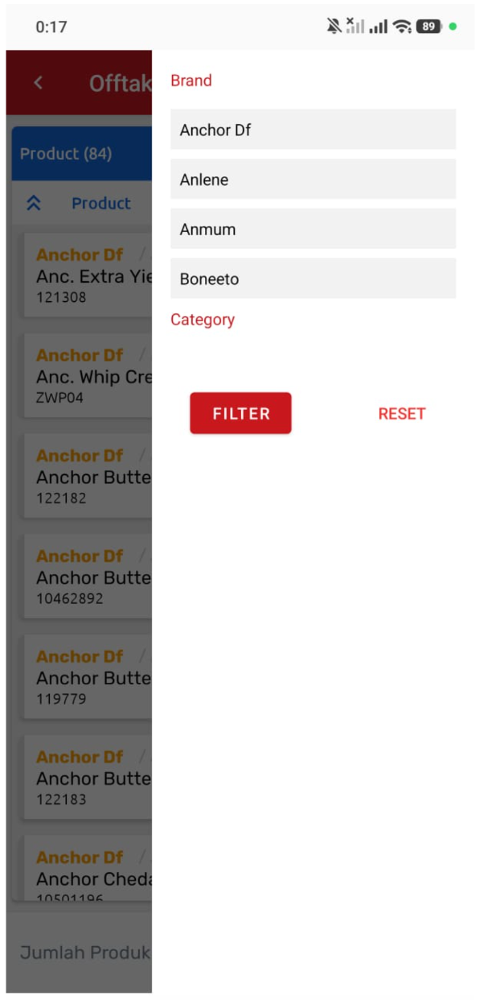 0:17
89
Offtak
Product (84)
Product
Anchor Df /
Anc. Extra Yie
121308
Anchor Df /
Anc. Whip Cre
ZWP04
Anchor Df /
Anchor Butte
122182
Anchor Df /
Anchor Butte
10462892
Anchor Df /
Anchor Butte
119779
Anchor Df /
Anchor Butte
122183
Anchor Df /
Anchor Cheda
10501196
Jumlah Produk
Brand
Anchor Df
Anlene
Anmum
Boneeto
Category
FILTER
RESET